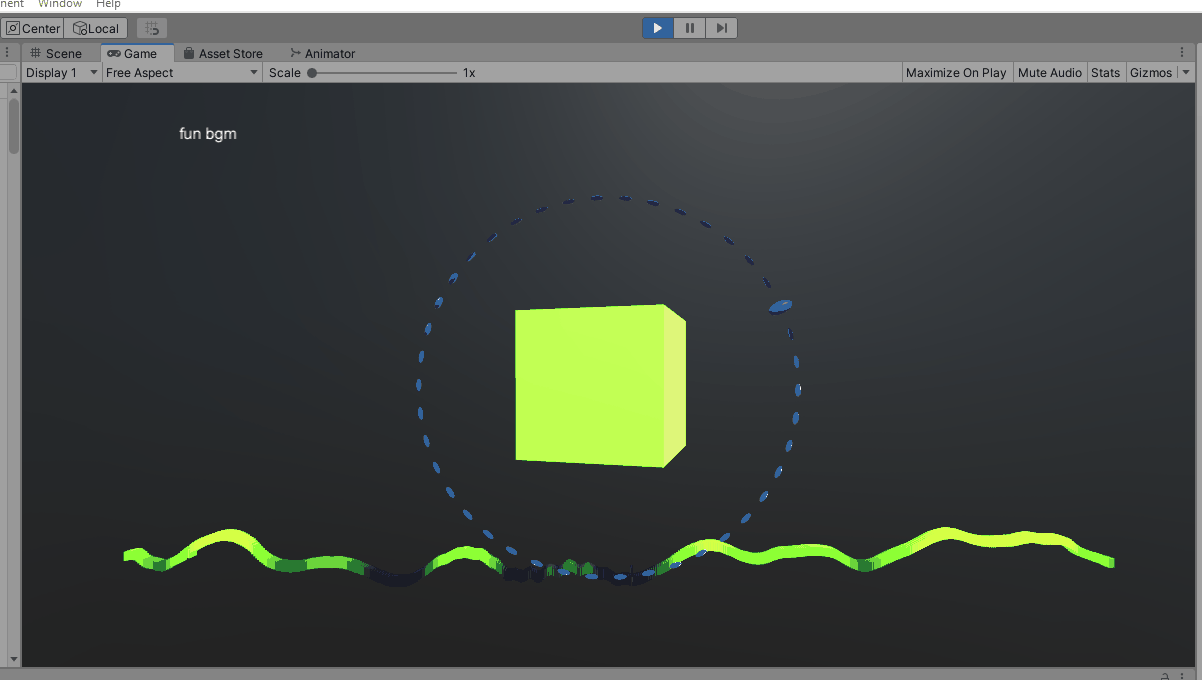 nent Window Help
Center Local
Scene Game Asset Store Animator
Display 1 Free Aspect Scale 1x Maximize On Play Mute Audio Stats Gizmos
fun bgm